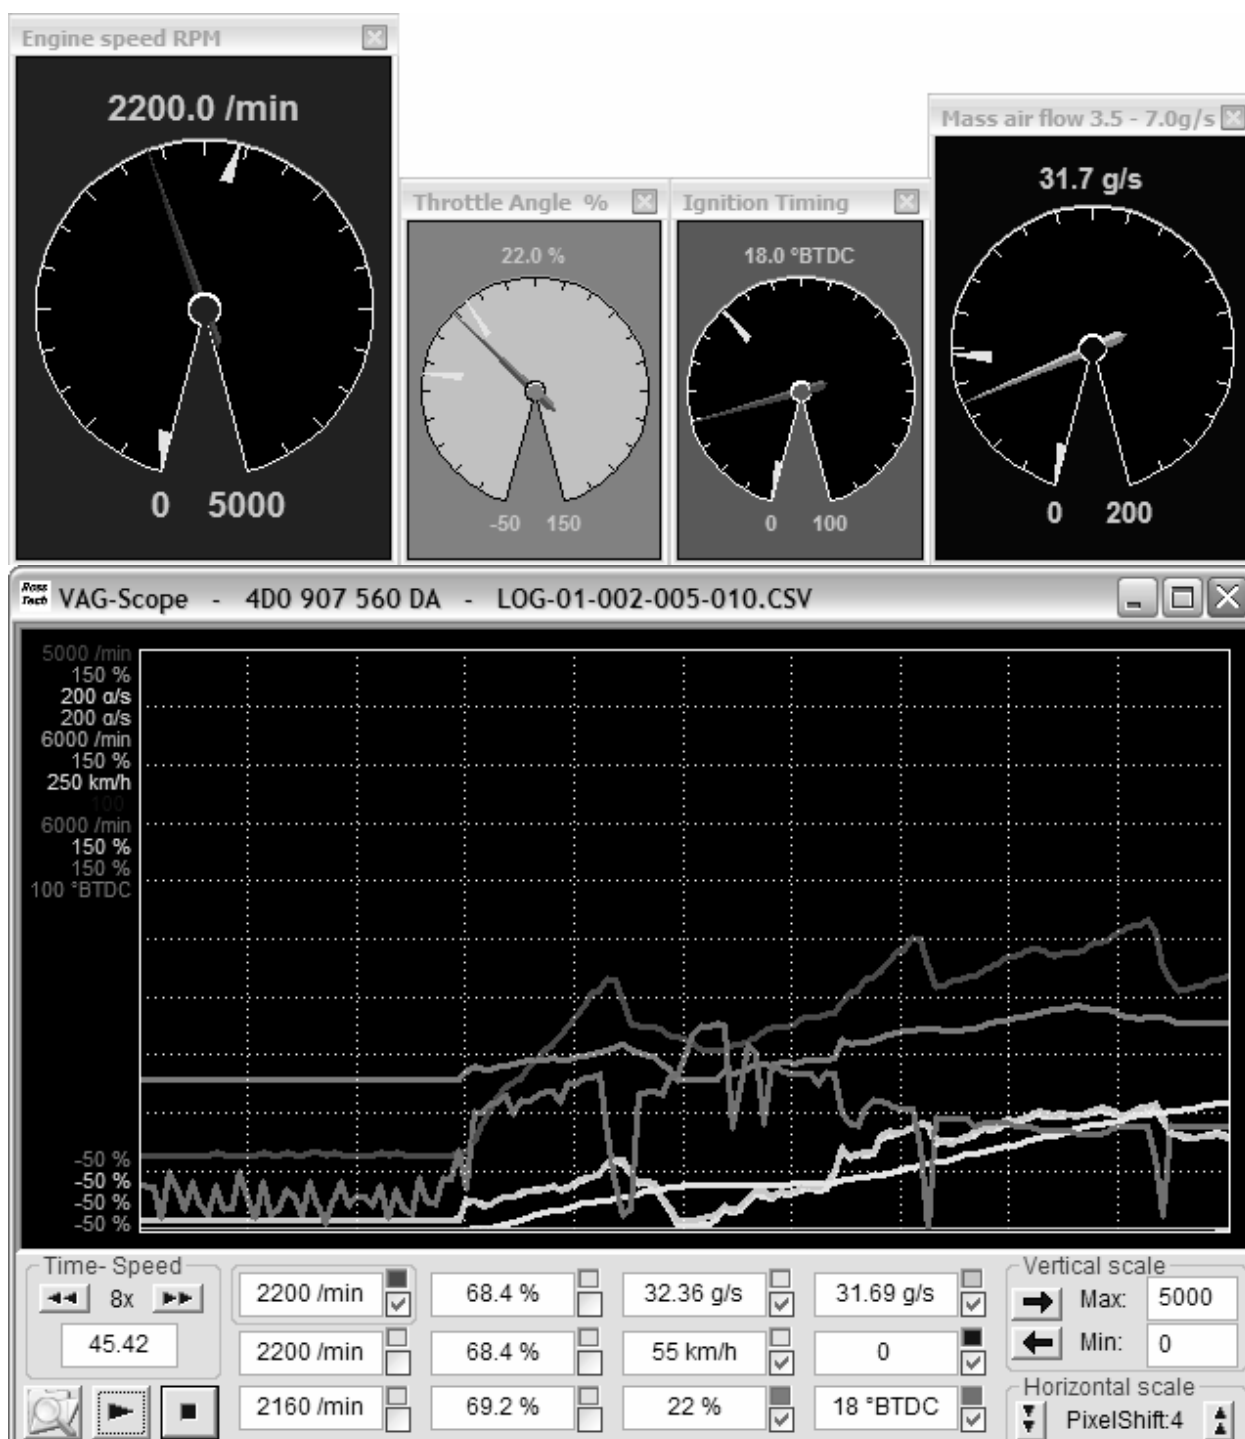 Engine speed RPM
2200.0 /min
0 5000
Throttle Angle %
22.0 %
-50 150
Ignition Timing
18.0 °BTDC
0 100
Mass air flow 3.5 - 7.0g/s
31.7 g/s
0 200
Ross
Tech
VAG-Scope - 4D0 907 560 DA - LOG-01-002-005-010.CSV
5000 /min
150 %
200 g/s
200 g/s
6000 /min
150 %
250 km/h
100
6000 /min
150 %
150 %
100 °BTDC
-50 %
-50 %
-50 %
-50 %
Time- Speed
8x
45.42
2200 /min 68.4 % 32.36 g/s 31.69 g/s
2200 /min 68.4 % 55 km/h 0
2160 /min 69.2 % 22 % 18 °BTDC
Vertical scale
Max: 5000
Min: 0
Horizontal scale
PixelShift:4